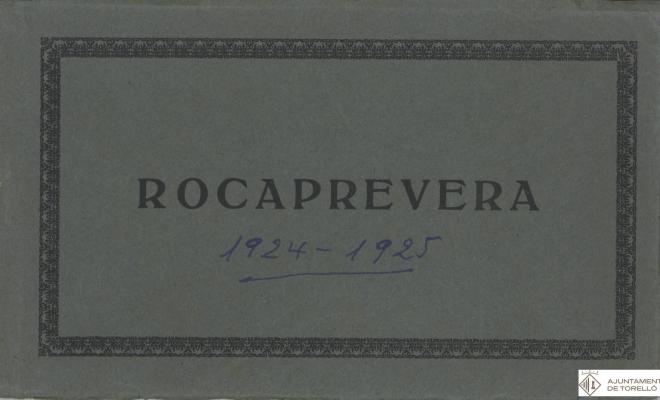 ROCAPREVERA
1924-1925
AJUNTAMENT
DE TORELLÓ